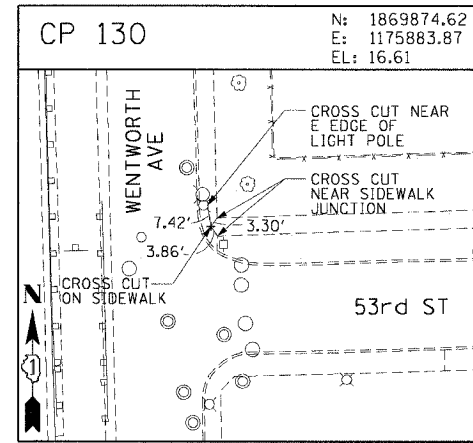 CP 130
N: 1869874.62
E: 1175883.87
EL: 16.61
WENTWORTH
AVE
CROSS CUT NEAR
E EDGE OF
LIGHT POLE
CROSS CUT
NEAR SIDEWALK
JUNCTION
7.42'
3.30'
3.86'
CROSS CUT
ON SIDEWALK
N
1
53rd ST